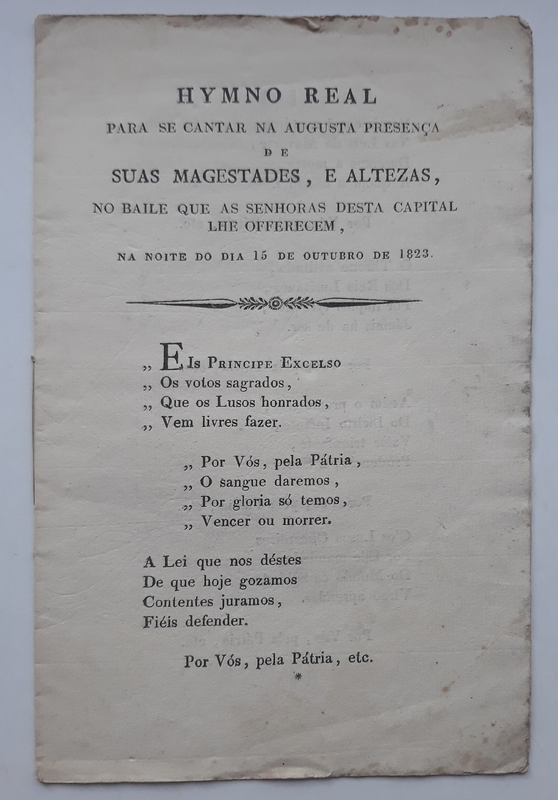 HYMNO REAL
PARA SE CANTAR NA AUGUSTA PRESENÇA
DE
SUAS MAGESTADES, E ALTEZAS,
NO BAILE QUE AS SENHORAS DESTA CAPITAL
LHE OFFERECEM,
NA NOITE DO DIA 15 DE OUTUBRO DE 1823.
„ EIs PRINCIPE EXCELSO
„ Os votos sagrados,
„ Que os Lusos honrados,
„ Vem livres fazer.
„ Por Vós, pela Pátria,
„ O sangue daremos,
„ Por gloria só temos,
„ Vencer ou morrer.
A Lei que nos déstes
De que hoje gozamos
Contentes juramos,
Fiéis defender.
Por Vós, pela Pátria, etc.
*